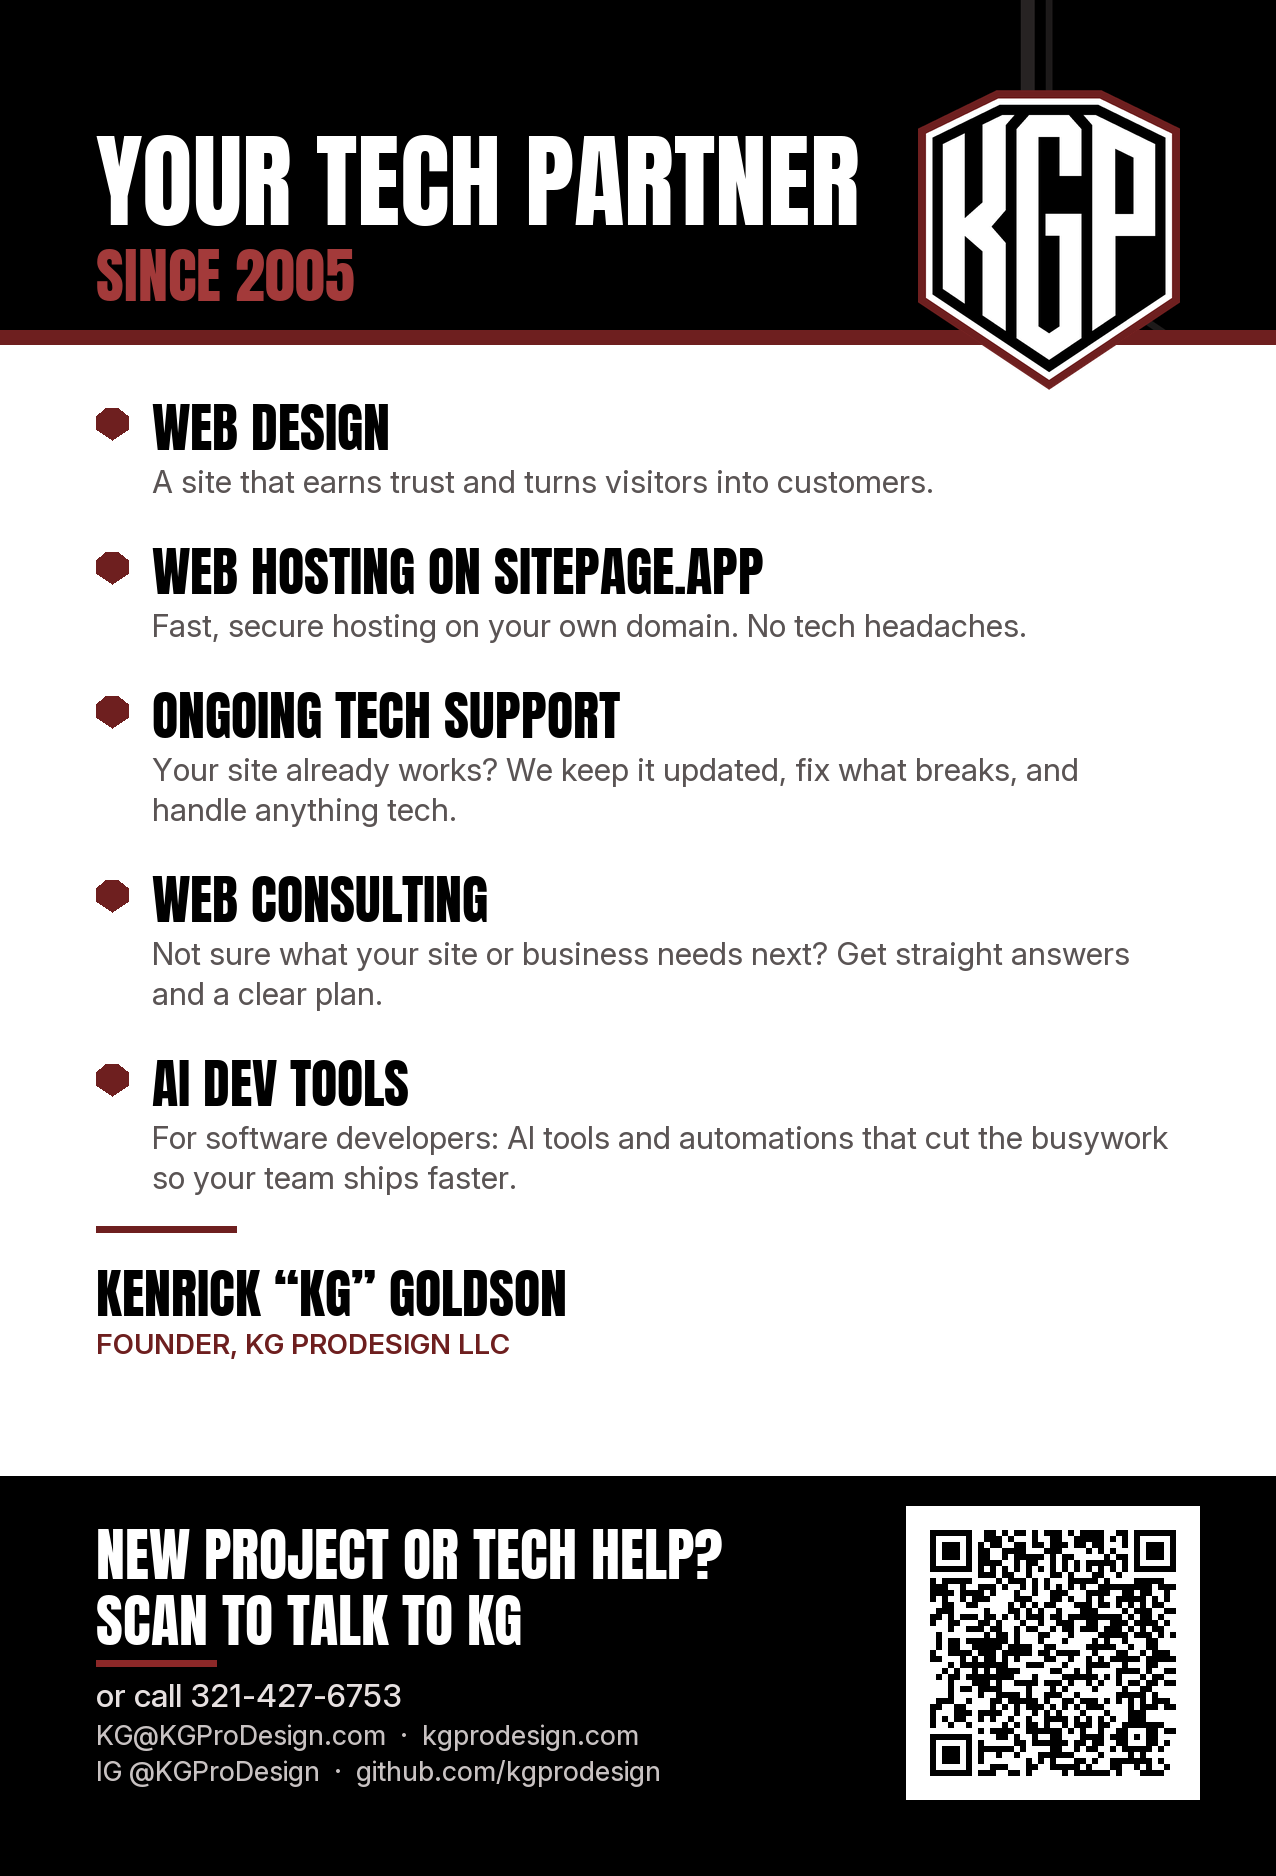 YOUR TECH PARTNER
SINCE 2005
KGP
WEB DESIGN
A site that earns trust and turns visitors into customers.
WEB HOSTING ON SITEPAGE.APP
Fast, secure hosting on your own domain. No tech headaches.
ONGOING TECH SUPPORT
Your site already works? We keep it updated, fix what breaks, and
handle anything tech.
WEB CONSULTING
Not sure what your site or business needs next? Get straight answers
and a clear plan.
AI DEV TOOLS
For software developers: AI tools and automations that cut the busywork
so your team ships faster.
KENRICK “KG” GOLDSON
FOUNDER, KG PRODESIGN LLC
NEW PROJECT OR TECH HELP?
SCAN TO TALK TO KG
or call 321-427-6753
KG@KGProDesign.com · kgprodesign.com
IG @KGProDesign · github.com/kgprodesign